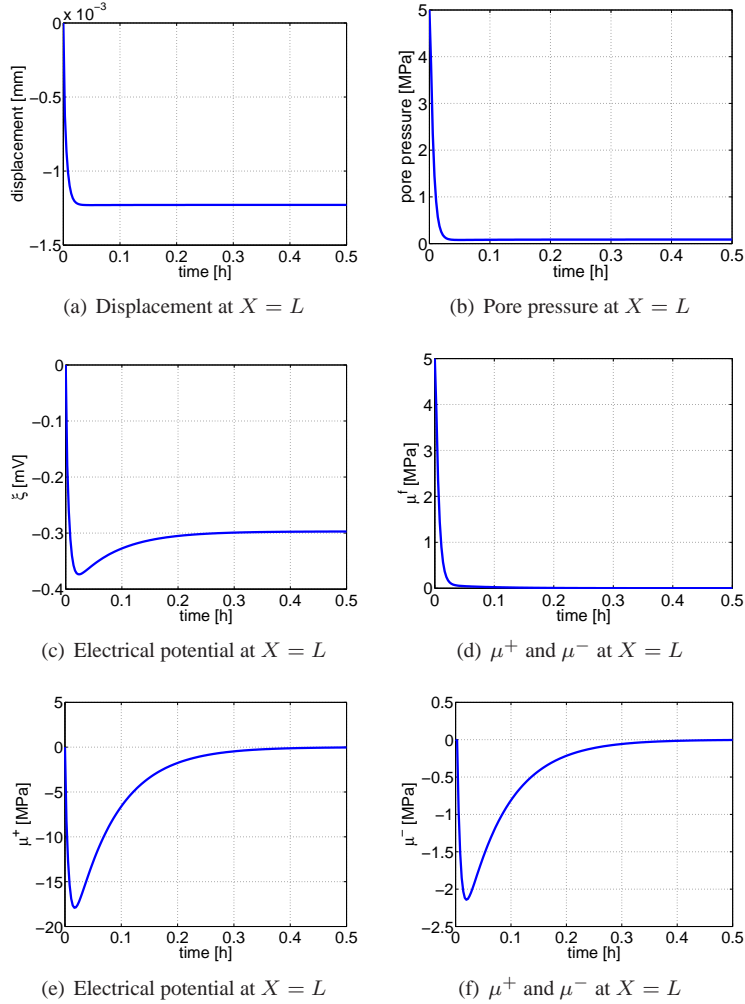 x 10⁻³
0
−0.5
−1
−1.5
displacement [mm]
0 0.1 0.2 0.3 0.4 0.5
time [h]
(a) Displacement at X = L
5
4
3
2
1
0
pore pressure [MPa]
0 0.1 0.2 0.3 0.4 0.5
time [h]
(b) Pore pressure at X = L
0
−0.1
−0.2
−0.3
−0.4
ξ [mV]
0 0.1 0.2 0.3 0.4 0.5
time [h]
(c) Electrical potential at X = L
5
4
3
2
1
0
μᶠ [MPa]
0 0.1 0.2 0.3 0.4 0.5
time [h]
(d) μ⁺ and μ⁻ at X = L
5
0
−5
−10
−15
−20
μ⁺ [MPa]
0 0.1 0.2 0.3 0.4 0.5
time [h]
(e) Electrical potential at X = L
0.5
0
−0.5
−1
−1.5
−2
−2.5
μ⁻ [MPa]
0 0.1 0.2 0.3 0.4 0.5
time [h]
(f) μ⁺ and μ⁻ at X = L